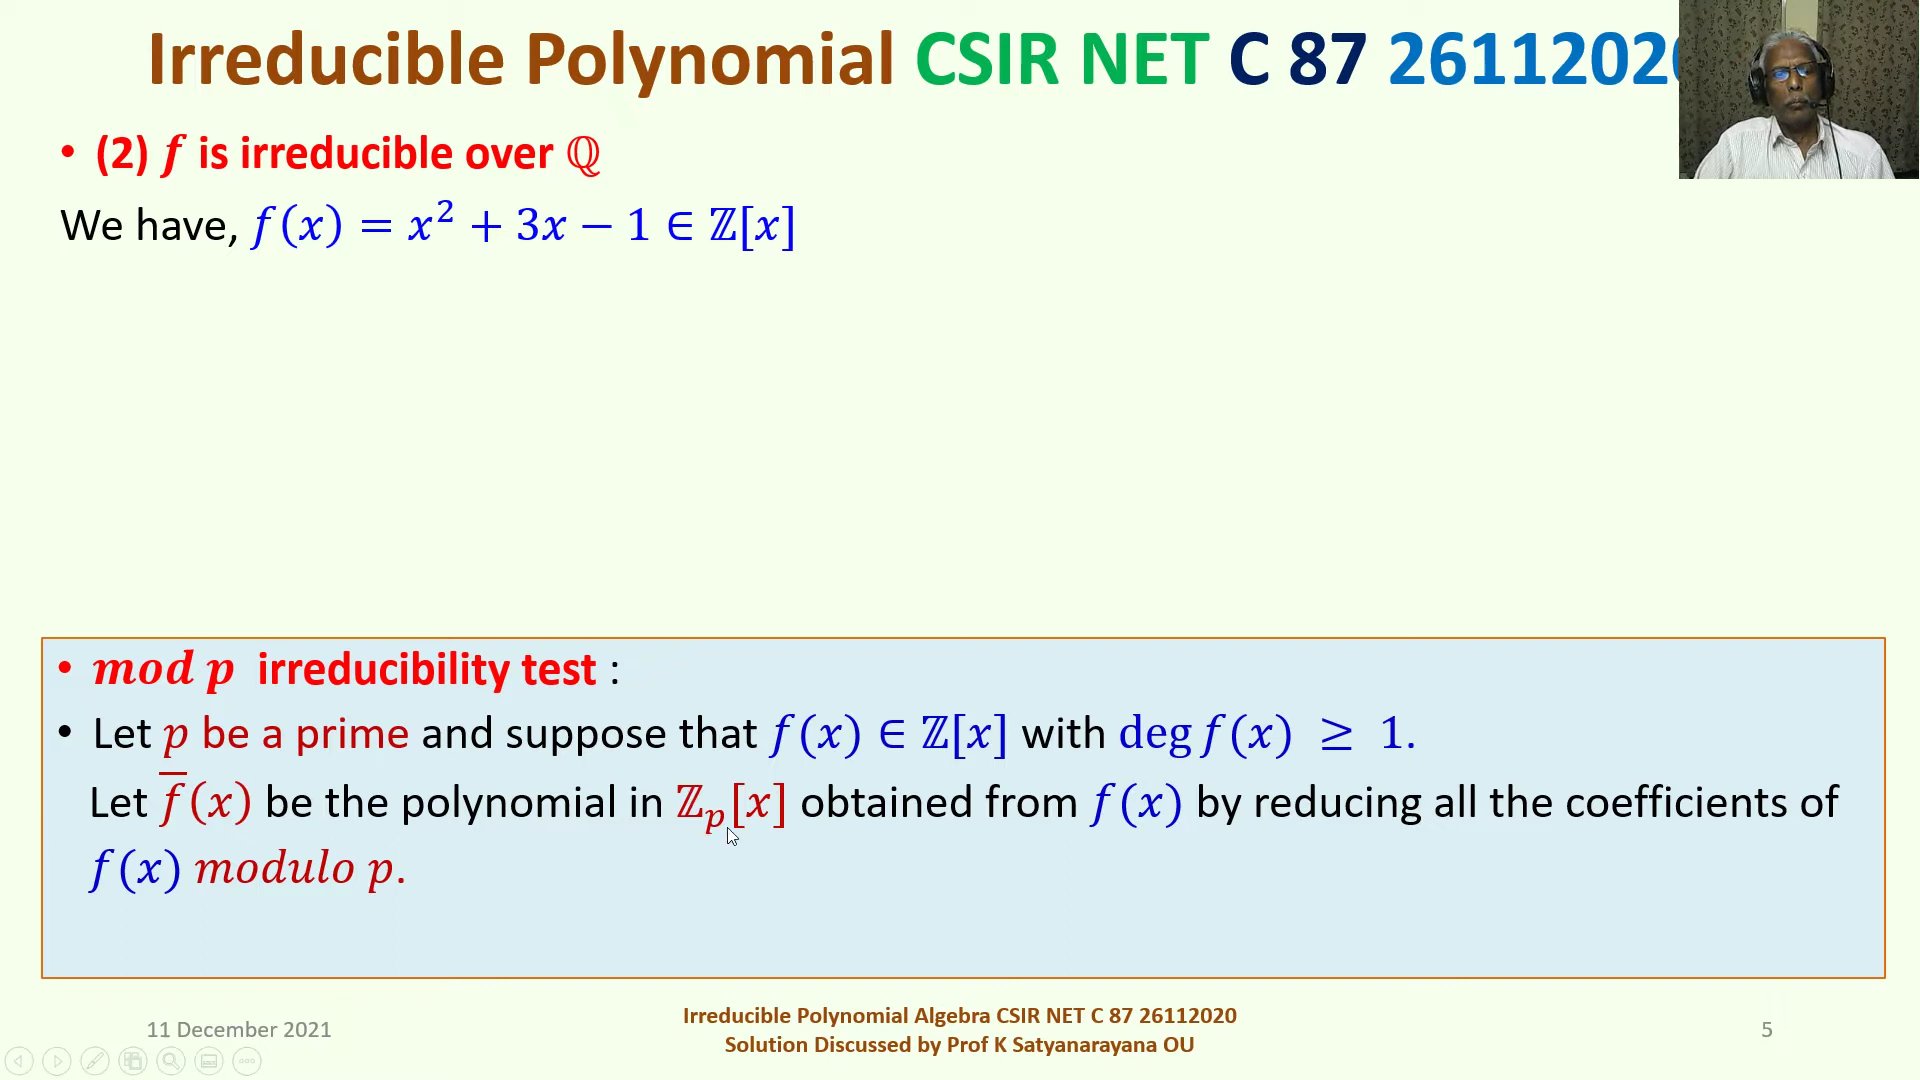 Irreducible Polynomial CSIR NET C 87 2611202
• (2) f is irreducible over ℚ
We have, f(x) = x² + 3x − 1 ∈ ℤ[x]
• mod p irreducibility test :
• Let p be a prime and suppose that f(x) ∈ ℤ[x] with deg f(x) ≥ 1.
Let f̅(x) be the polynomial in ℤₚ[x] obtained from f(x) by reducing all the coefficients of
f(x) modulo p.
11 December 2021
Irreducible Polynomial Algebra CSIR NET C 87 26112020
Solution Discussed by Prof K Satyanarayana OU
5